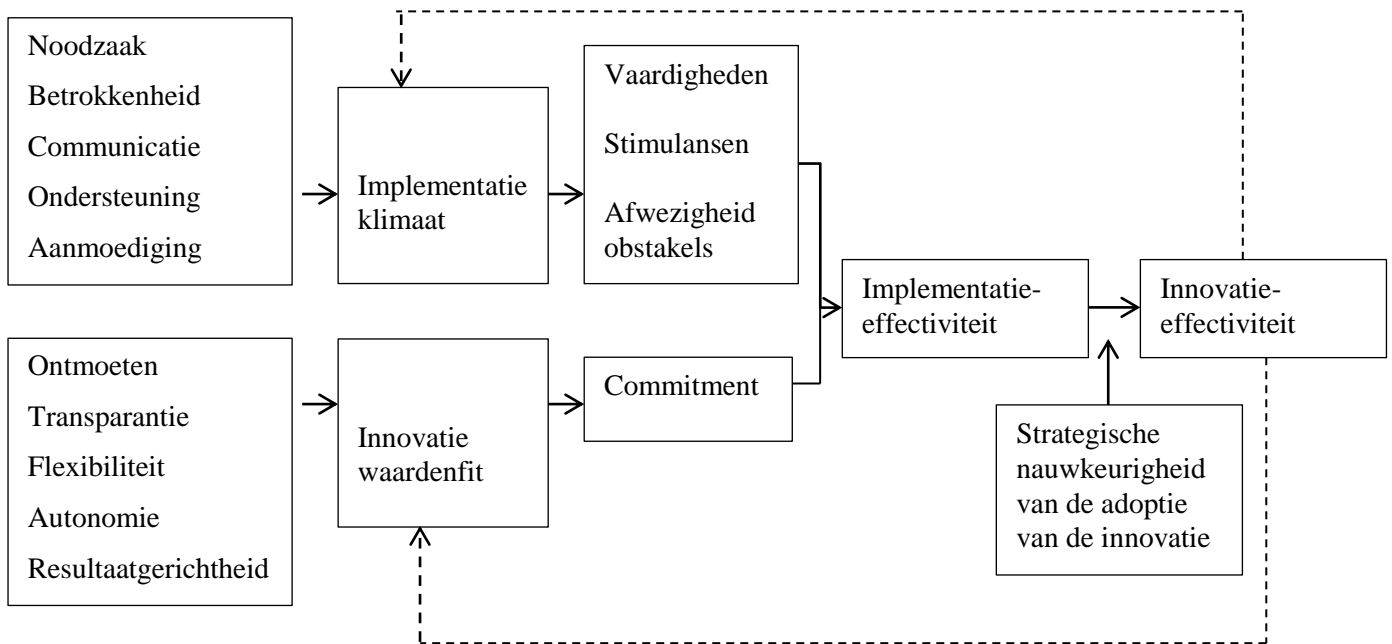 Noodzaak
Betrokkenheid
Communicatie
Ondersteuning
Aanmoediging
Implementatie
klimaat
Vaardigheden
Stimulansen
Afwezigheid
obstakels
Ontmoeten
Transparantie
Flexibiliteit
Autonomie
Resultaatgerichtheid
Innovatie
waardenfit
Commitment
Implementatie-
effectiviteit
Innovatie-
effectiviteit
Strategische
nauwkeurigheid
van de adoptie
van de innovatie